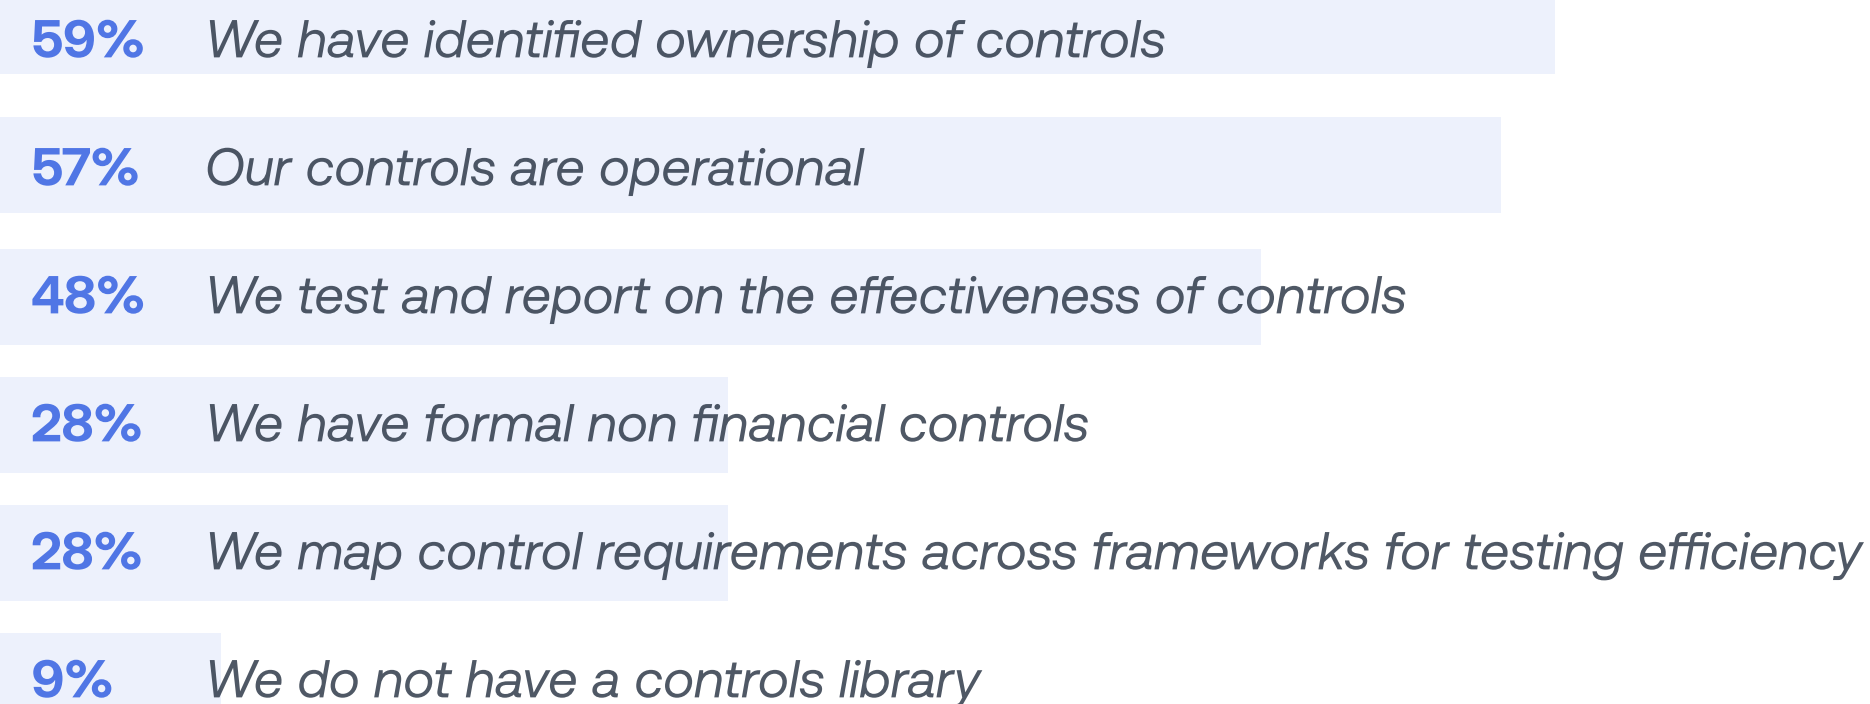 59% We have identified ownership of controls
57% Our controls are operational
48% We test and report on the effectiveness of controls
28% We have formal non financial controls
28% We map control requirements across frameworks for testing efficiency
9% We do not have a controls library